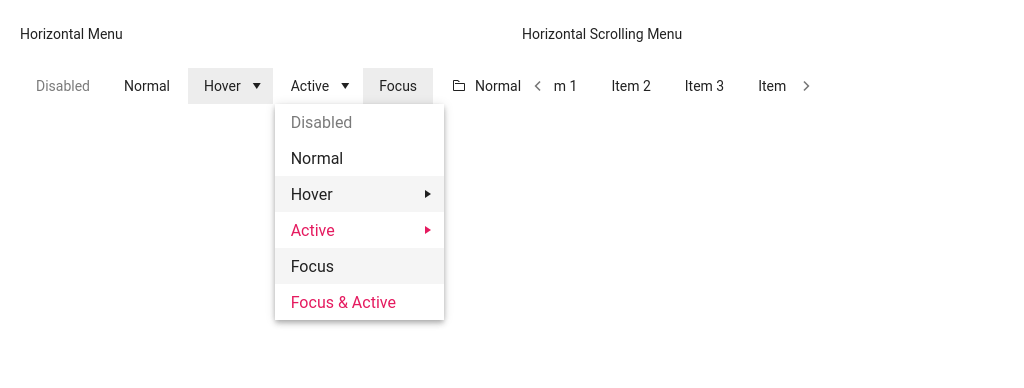 Horizontal Menu
Horizontal Scrolling Menu
Disabled Normal Hover Active Focus Normal m 1 Item 2 Item 3 Item
Disabled
Normal
Hover
Active
Focus
Focus & Active